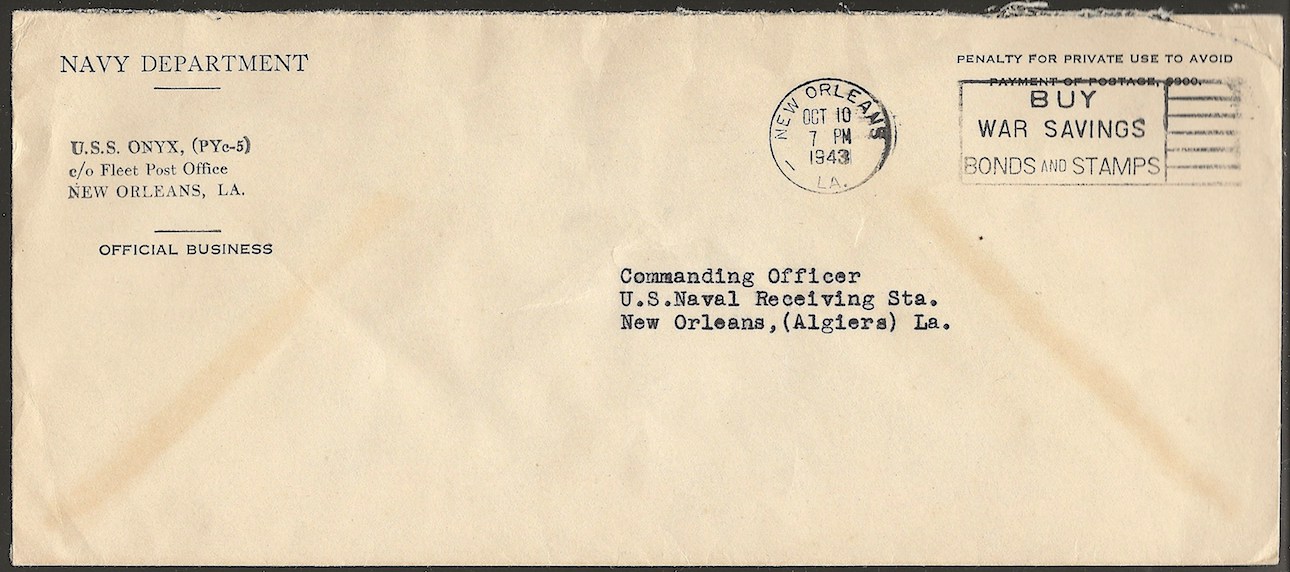 NAVY DEPARTMENT
U.S.S. ONYX, (PYc-5)
c/o Fleet Post Office
NEW ORLEANS, LA.
OFFICIAL BUSINESS
PENALTY FOR PRIVATE USE TO AVOID
PAYMENT OF POSTAGE, $300.
NEW ORLEANS
OCT 10
7 PM
1943
LA.
BUY
WAR SAVINGS
BONDS AND STAMPS
Commanding Officer
U.S.Naval Receiving Sta.
New Orleans,(Algiers) La.